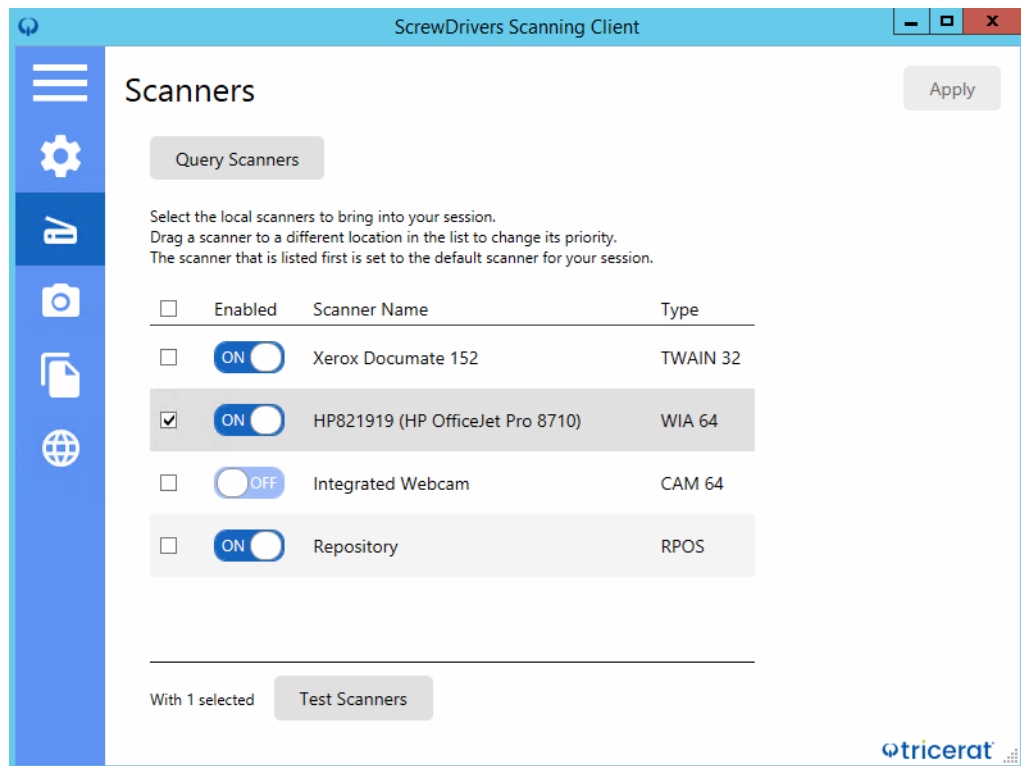 ScrewDrivers Scanning Client
Scanners
Apply
Query Scanners
Select the local scanners to bring into your session.
Drag a scanner to a different location in the list to change its priority.
The scanner that is listed first is set to the default scanner for your session.
Enabled Scanner Name Type
ON Xerox Documate 152 TWAIN 32
ON HP821919 (HP OfficeJet Pro 8710) WIA 64
OFF Integrated Webcam CAM 64
ON Repository RPOS
With 1 selected Test Scanners
tricerat